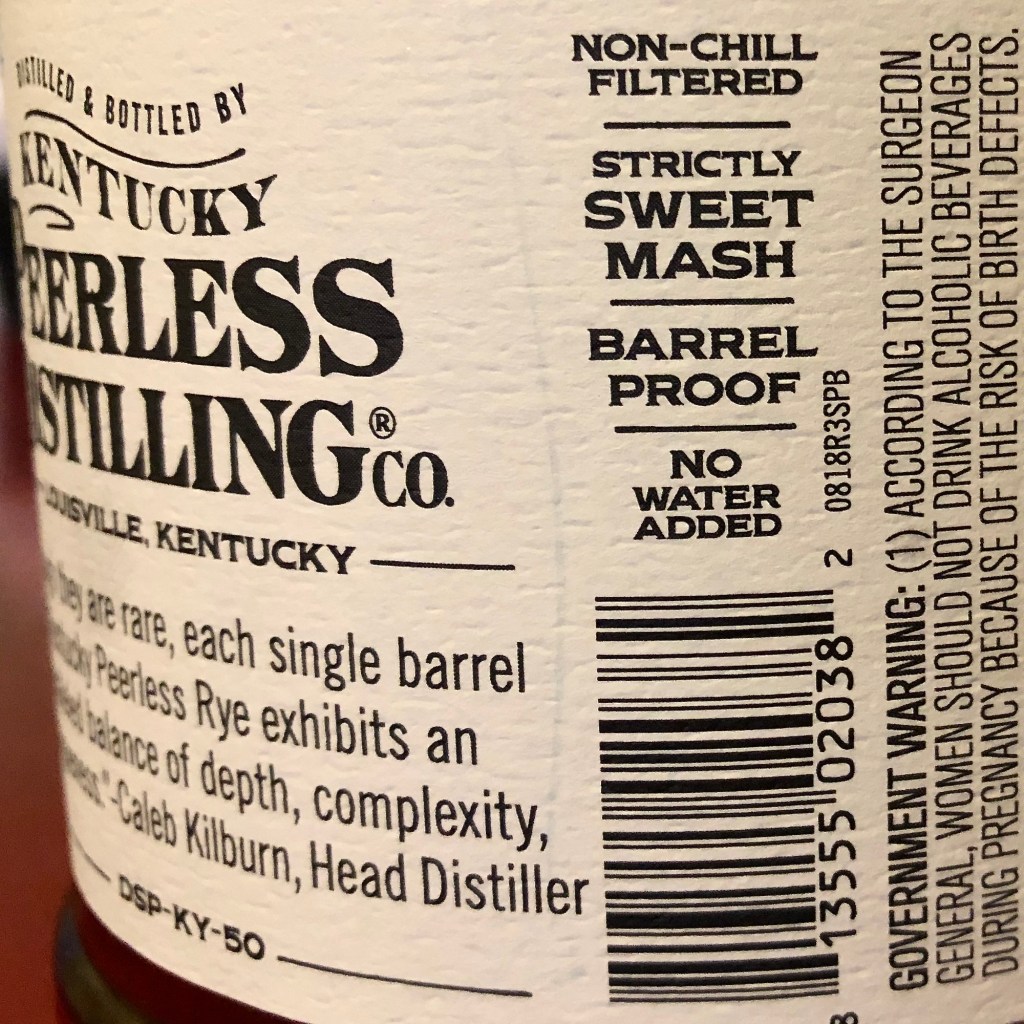 DISTILLED & BOTTLED BY
KENTUCKY
PEERLESS
DISTILLING® CO.
LOUISVILLE, KENTUCKY
they are rare, each single barrel
Peerless Rye exhibits an
balance of depth, complexity,
-Caleb Kilburn, Head Distiller
DSP-KY-50
NON-CHILL
FILTERED
STRICTLY
SWEET
MASH
BARREL
PROOF
NO
WATER
ADDED
0818R3SPB
8 13555 02038 2
GOVERNMENT WARNING: (1) ACCORDING TO THE SURGEON
GENERAL, WOMEN SHOULD NOT DRINK ALCOHOLIC BEVERAGES
DURING PREGNANCY BECAUSE OF THE RISK OF BIRTH DEFECTS.